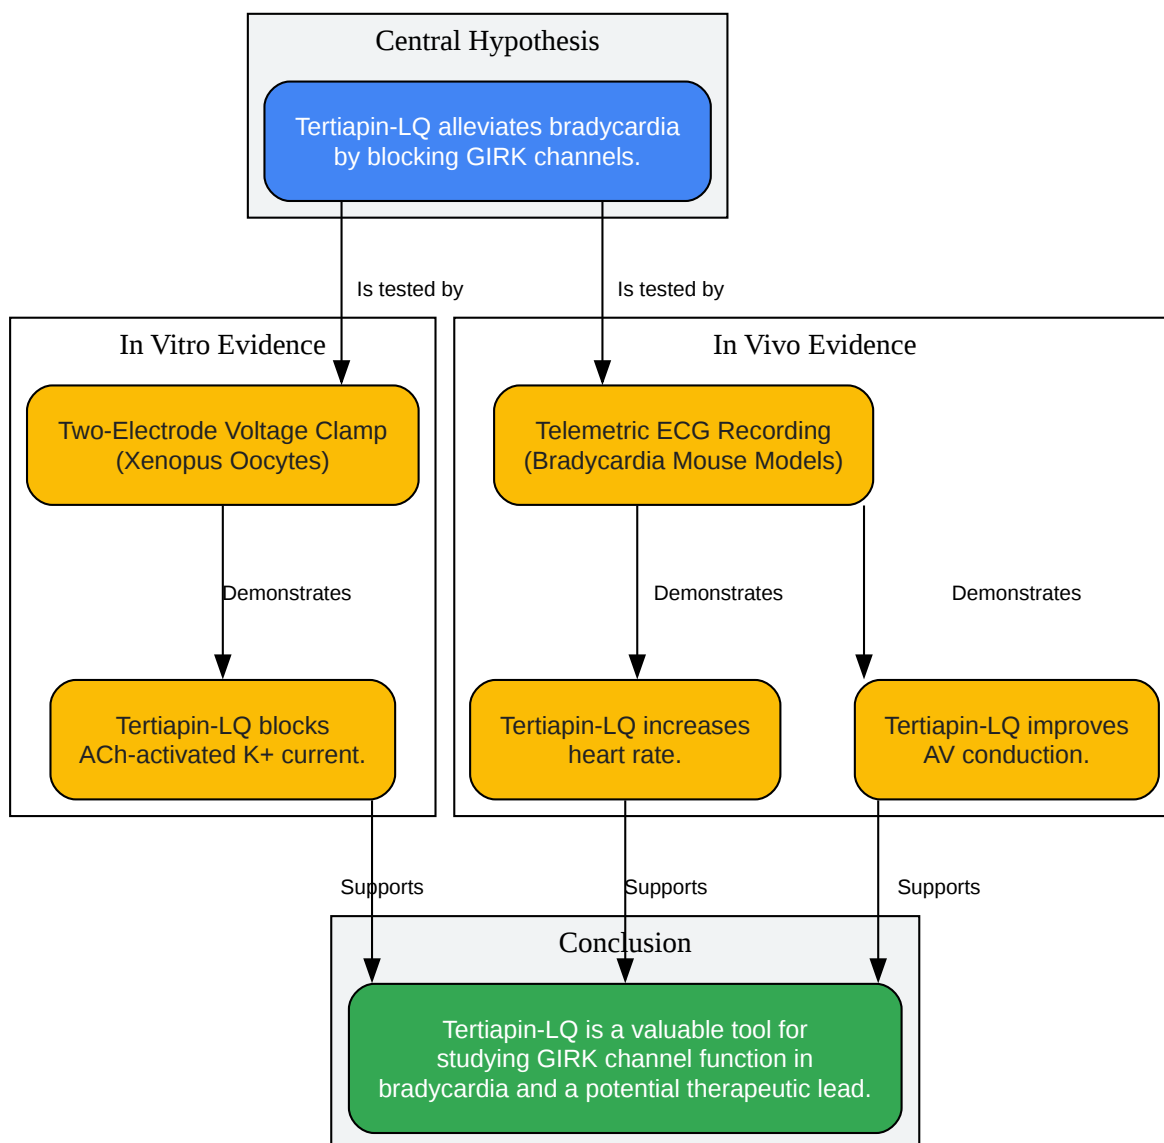 Central Hypothesis
Tertiapin-LQ alleviates bradycardia
by blocking GIRK channels.
Is tested by
Is tested by
In Vitro Evidence
In Vivo Evidence
Two-Electrode Voltage Clamp
(Xenopus Oocytes)
Telemetric ECG Recording
(Bradycardia Mouse Models)
Demonstrates
Demonstrates
Demonstrates
Tertiapin-LQ blocks
ACh-activated K+ current.
Tertiapin-LQ increases
heart rate.
Tertiapin-LQ improves
AV conduction.
Supports
Supports
Supports
Conclusion
Tertiapin-LQ is a valuable tool for
studying GIRK channel function in
bradycardia and a potential therapeutic lead.